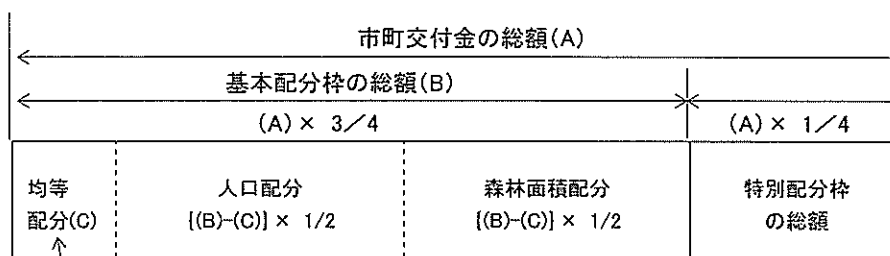 市町交付金の総額(A)
基本配分枠の総額(B)
(A)× 3/4
(A)× 1/4
均等
配分(C)
人口配分
[(B)-(C)]× 1/2
森林面積配分
[(B)-(C)]× 1/2
特別配分枠
の総額